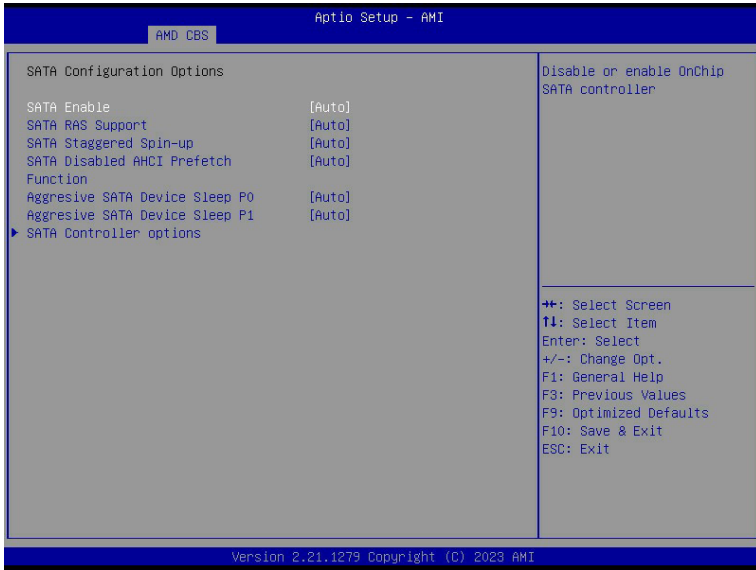 Aptio Setup - AMI
AMD CBS
SATA Configuration Options
SATA Enable [Auto]
SATA RAS Support [Auto]
SATA Staggered Spin-up [Auto]
SATA Disabled AHCI Prefetch [Auto]
Function
Aggresive SATA Device Sleep P0 [Auto]
Aggresive SATA Device Sleep P1 [Auto]
SATA Controller options
Disable or enable OnChip
SATA controller
→←: Select Screen
↑↓: Select Item
Enter: Select
+/-: Change Opt.
F1: General Help
F3: Previous Values
F9: Optimized Defaults
F10: Save & Exit
ESC: Exit
Version 2.21.1279 Copyright (C) 2023 AMI